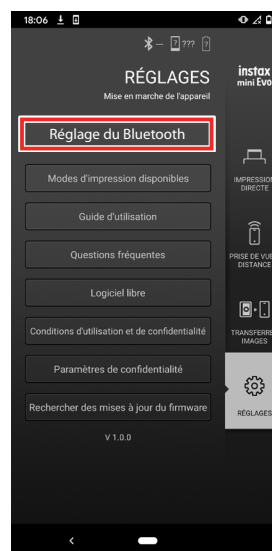 18:06
??? ?
RÉGLAGES
Mise en marche de l'appareil
instax
mini Evo
Réglage du Bluetooth
Modes d'impression disponibles
Guide d'utilisation
Questions fréquentes
Logiciel libre
Conditions d'utilisation et de confidentialité
Paramètres de confidentialité
Rechercher des mises à jour du firmware
V 1.0.0
IMPRESSION
DIRECTE
PRISE DE VUE
DISTANCE
TRANSFERRE
IMAGES
RÉGLAGES